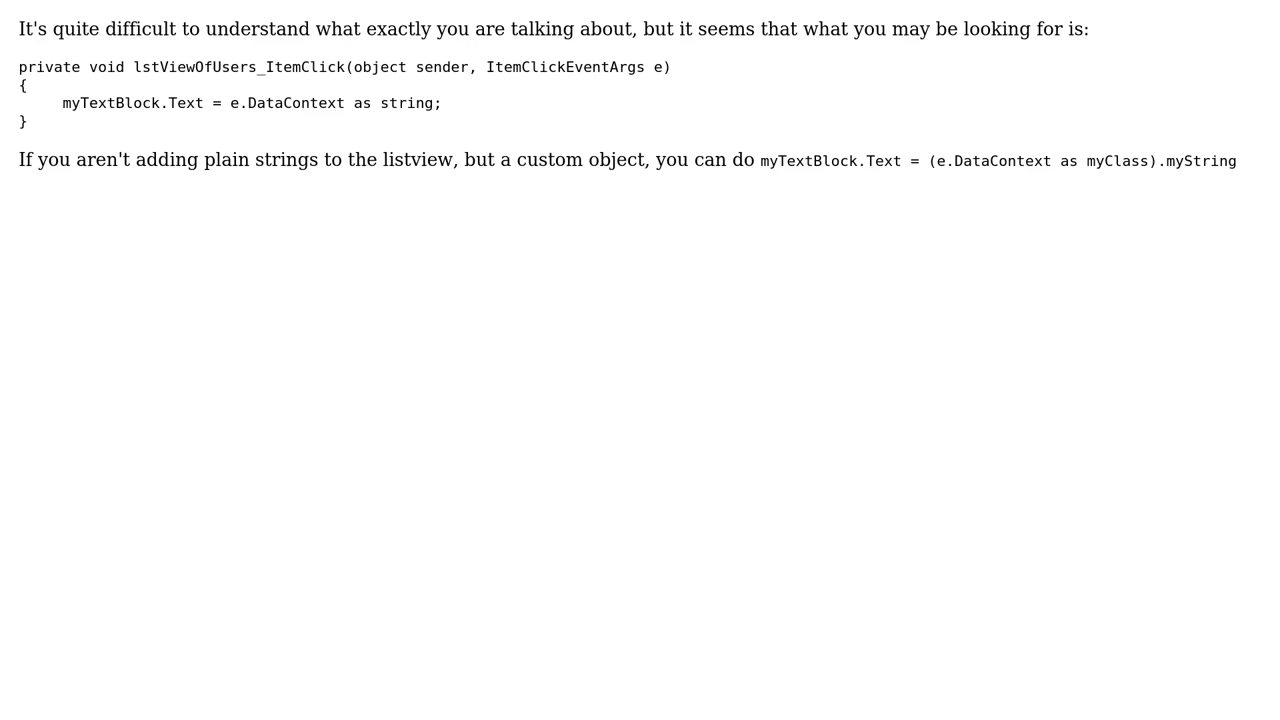 It's quite difficult to understand what exactly you are talking about, but it seems that what you may be looking for is:
private void lstViewOfUsers_ItemClick(object sender, ItemClickEventArgs e)
{
     myTextBlock.Text = e.DataContext as string;
}
If you aren't adding plain strings to the listview, but a custom object, you can do myTextBlock.Text = (e.DataContext as myClass).myString